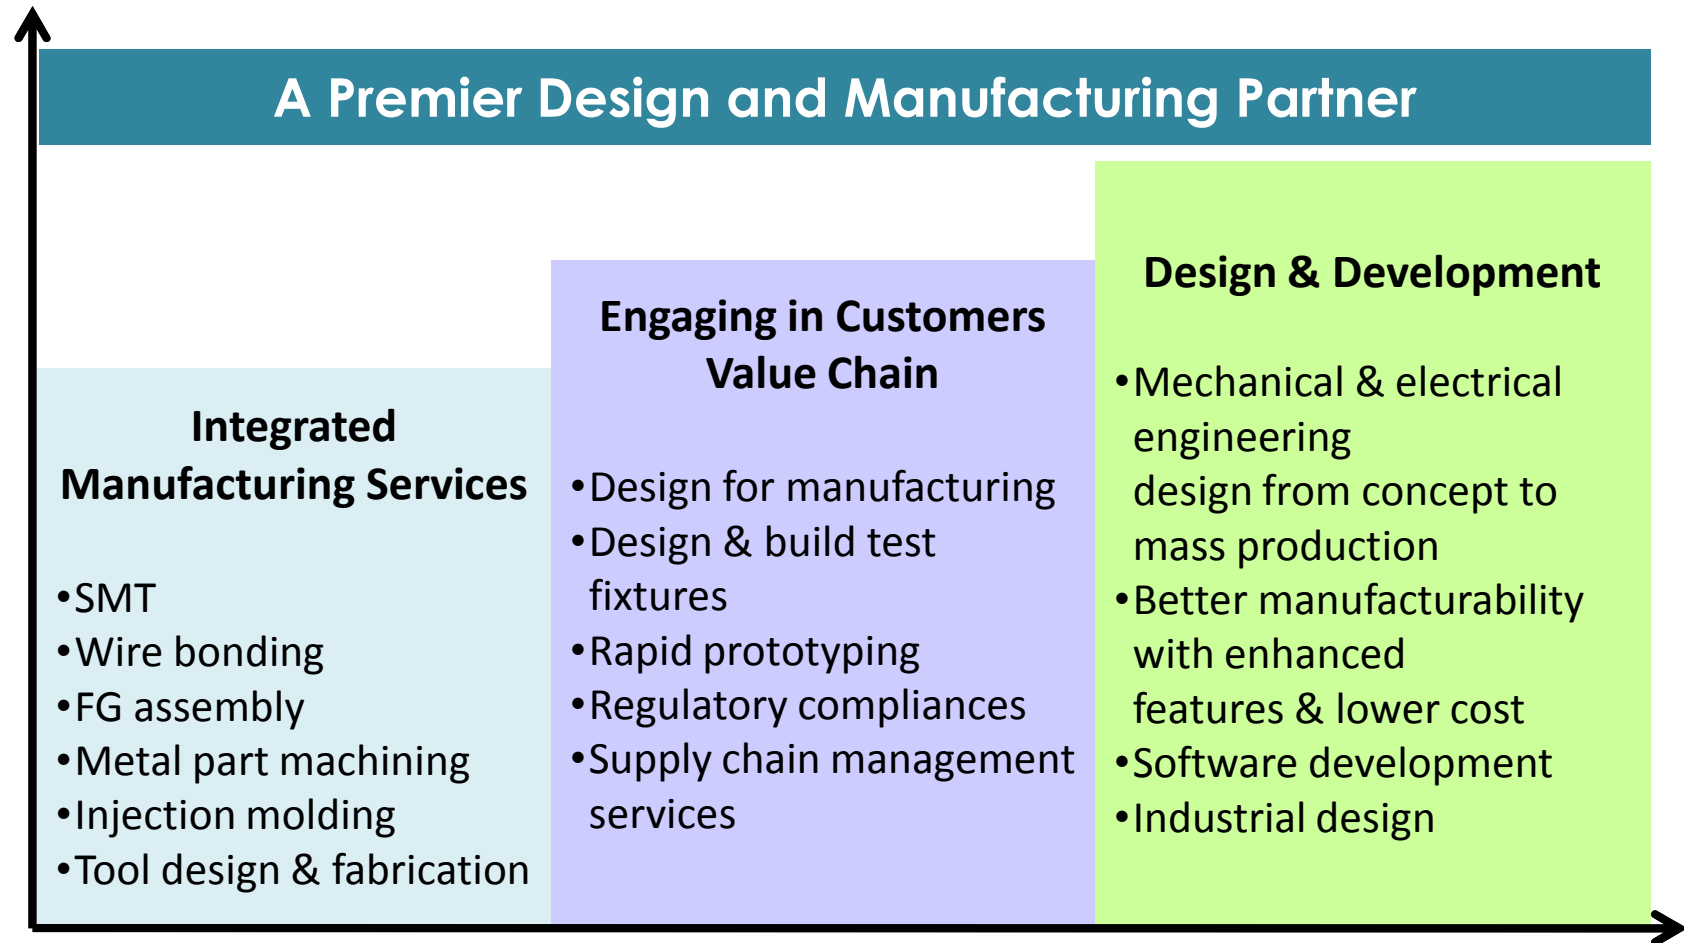 A Premier Design and Manufacturing Partner
Integrated
Manufacturing Services
•SMT
•Wire bonding
•FG assembly
•Metal part machining
•Injection molding
•Tool design & fabrication
Engaging in Customers
Value Chain
•Design for manufacturing
•Design & build test
fixtures
•Rapid prototyping
•Regulatory compliances
•Supply chain management
services
Design & Development
•Mechanical & electrical
engineering
design from concept to
mass production
•Better manufacturability
with enhanced
features & lower cost
•Software development
•Industrial design